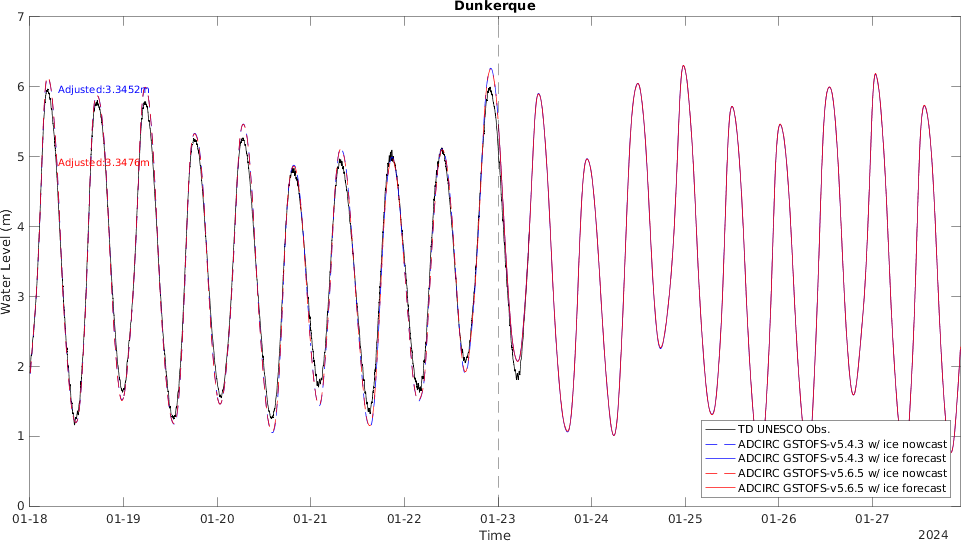 Dunkerque
7
6
5
4
3
2
1
0
Water Level (m)
Adjusted:3.3452m
Adjusted:3.3476m
TD UNESCO Obs.
ADCIRC GSTOFS-v5.4.3 w/ ice nowcast
ADCIRC GSTOFS-v5.4.3 w/ ice forecast
ADCIRC GSTOFS-v5.6.5 w/ ice nowcast
ADCIRC GSTOFS-v5.6.5 w/ ice forecast
01-18 01-19 01-20 01-21 01-22 01-23 01-24 01-25 01-26 01-27
Time
2024